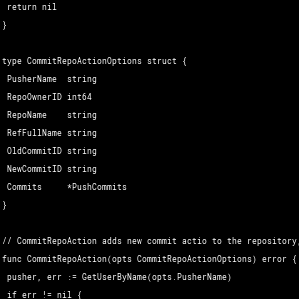 return nil
}
type CommitRepoActionOptions struct {
PusherName string
RepoOwnerID int64
RepoName string
RefFullName string
OldCommitID string
NewCommitID string
Commits *PushCommits
}
// CommitRepoAction adds new commit actio to the repository,
func CommitRepoAction(opts CommitRepoActionOptions) error {
pusher, err := GetUserByName(opts.PusherName)
if err != nil {